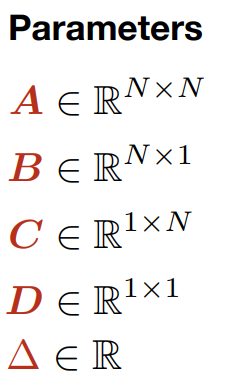 Parameters
A ∈ ℝ^{N×N}
B ∈ ℝ^{N×1}
C ∈ ℝ^{1×N}
D ∈ ℝ^{1×1}
Δ ∈ ℝ